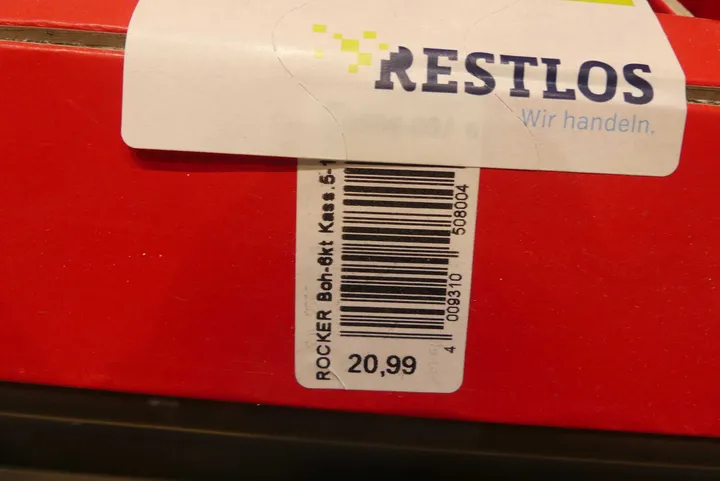 RESTLOS
Wir handeln.
ROCKER Boh-6kt Kass.5-1
4 009310 508004
20,99